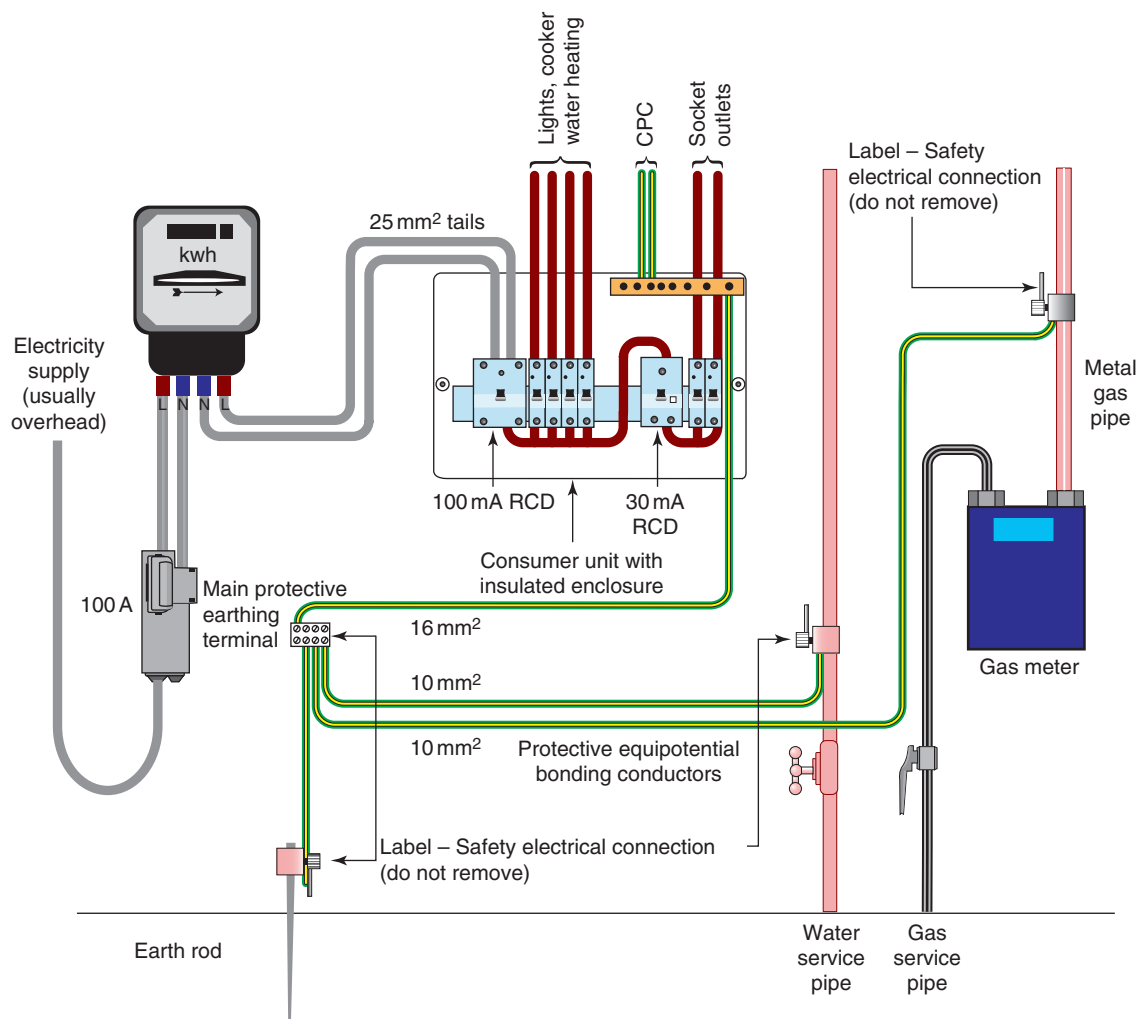 Lights, cooker
water heating
CPC
Socket
outlets
Label – Safety
electrical connection
(do not remove)
25 mm² tails
kwh
Electricity
supply
(usually
overhead)
L
N
N
L
Metal
gas
pipe
100 mA RCD
30 mA
RCD
Consumer unit with
insulated enclosure
100 A
Main protective
earthing
terminal
16 mm²
Gas meter
10 mm²
10 mm²
Protective equipotential
bonding conductors
Label – Safety electrical connection
(do not remove)
Earth rod
Water
service
pipe
Gas
service
pipe